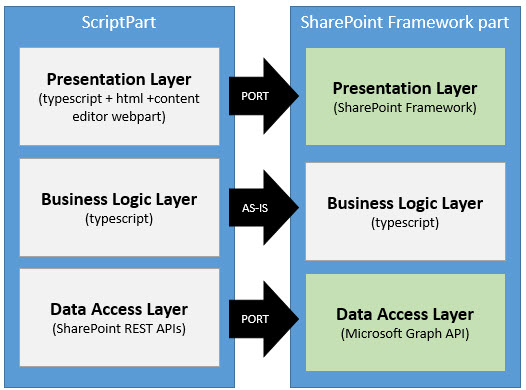 ScriptPart
Presentation Layer
(typescript + html +content
editor webpart)
Business Logic Layer
(typescript)
Data Access Layer
(SharePoint REST APIs)
PORT
AS-IS
PORT
SharePoint Framework part
Presentation Layer
(SharePoint Framework)
Business Logic Layer
(typescript)
Data Access Layer
(Microsoft Graph API)